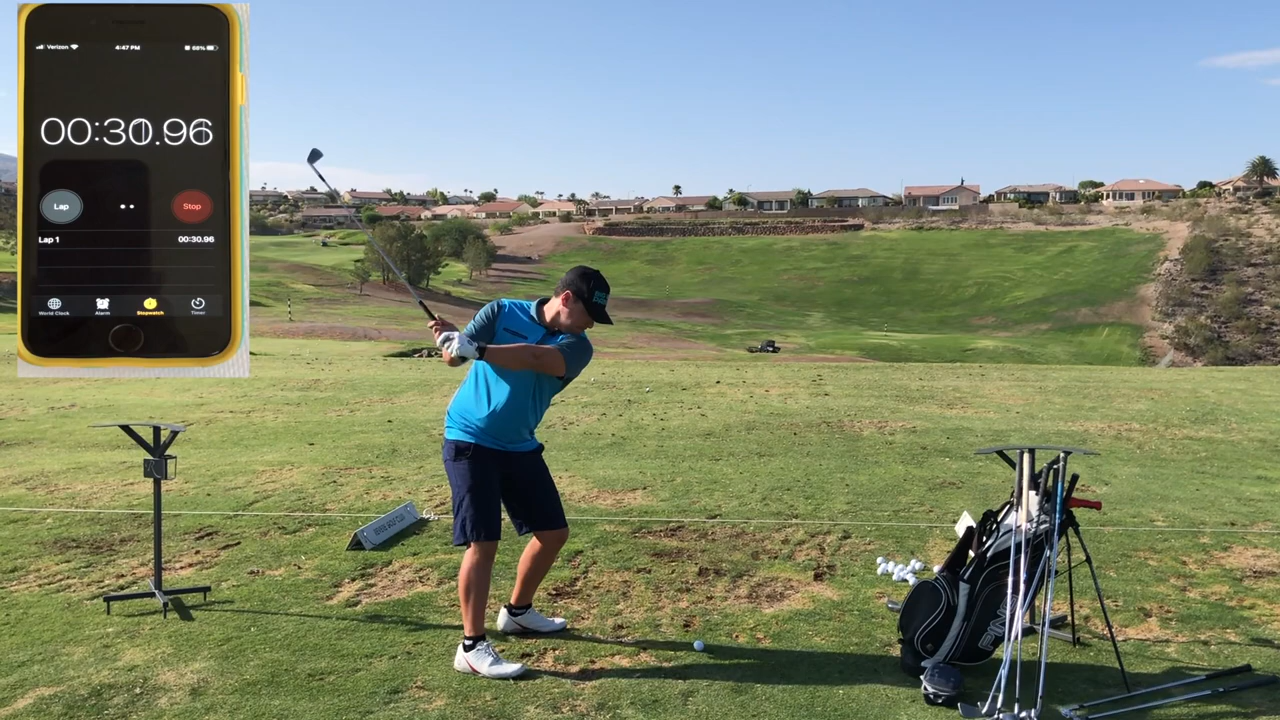 Verizon 4:47 PM 68%
00:30.96
Lap Stop
Lap 1 00:30.96
World Clock Alarm Stopwatch Timer
PING